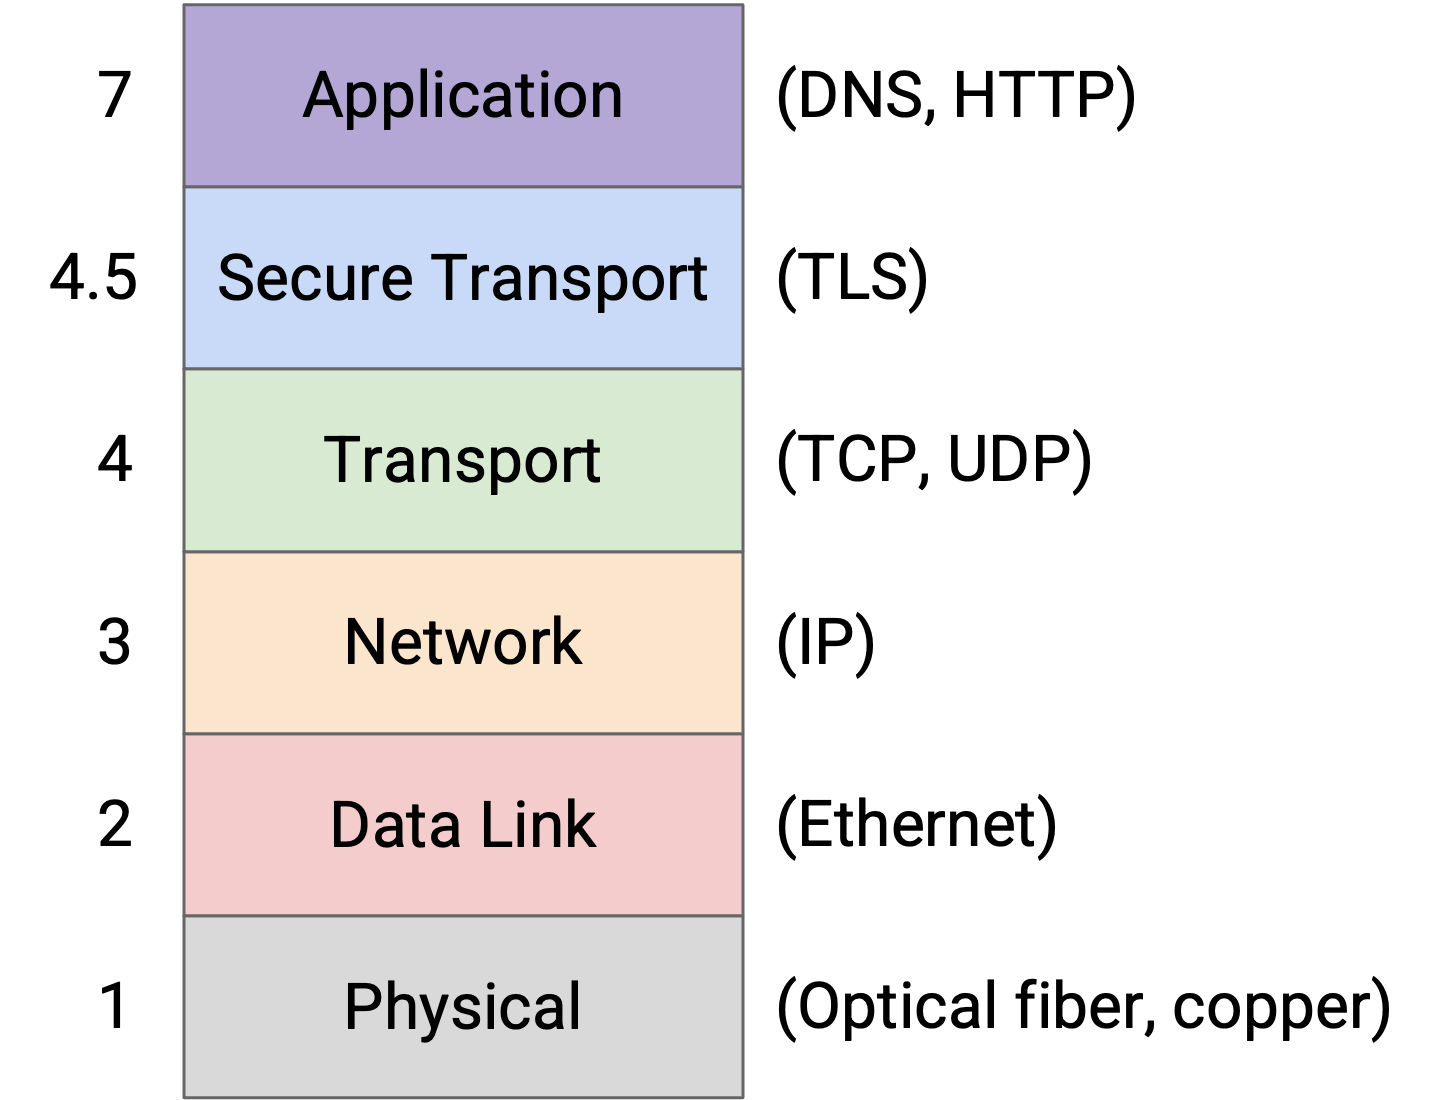 7 Application (DNS, HTTP)
4.5 Secure Transport (TLS)
4 Transport (TCP, UDP)
3 Network (IP)
2 Data Link (Ethernet)
1 Physical (Optical fiber, copper)